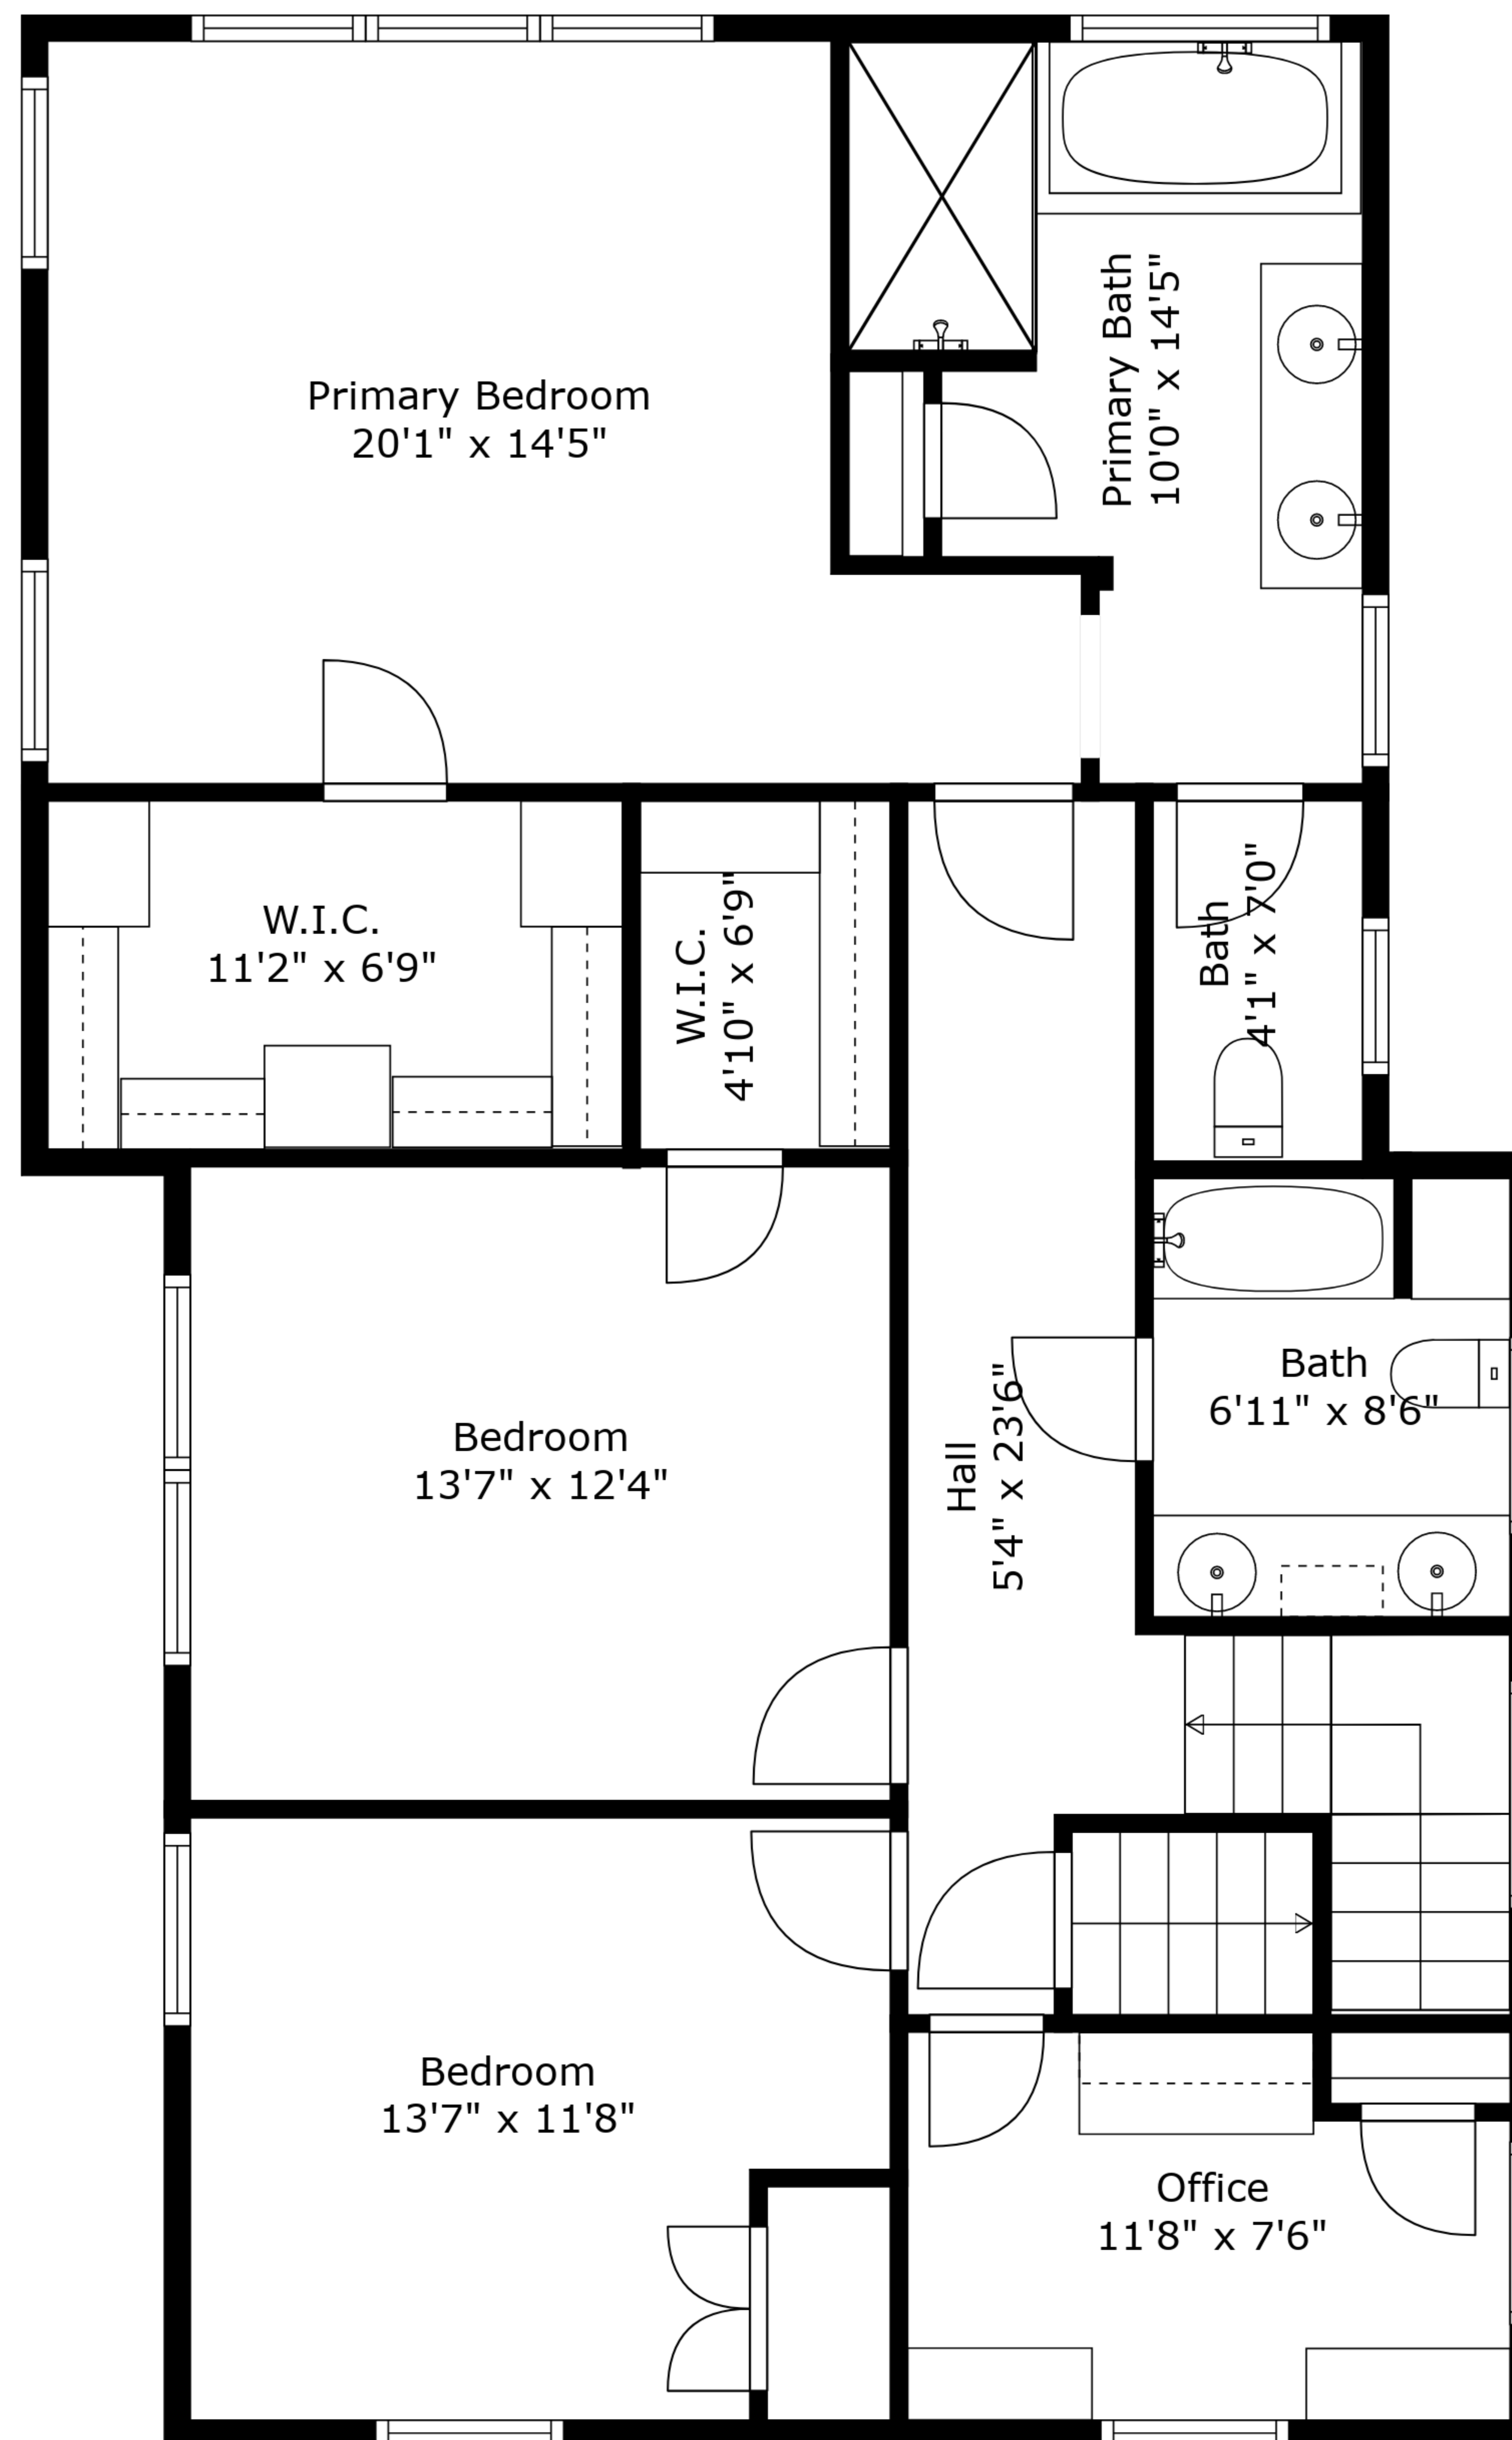 Primary Bedroom
20'1" x 14'5"
Primary Bath
10'0" x 14'5"
W.I.C.
11'2" x 6'9"
W.I.C.
4'10" x 6'9"
Bath
4'1" x 7'0"
Bath
6'11" x 8'6"
Bedroom
13'7" x 12'4"
Hall
5'4" x 23'6"
Bedroom
13'7" x 11'8"
Office
11'8" x 7'6"